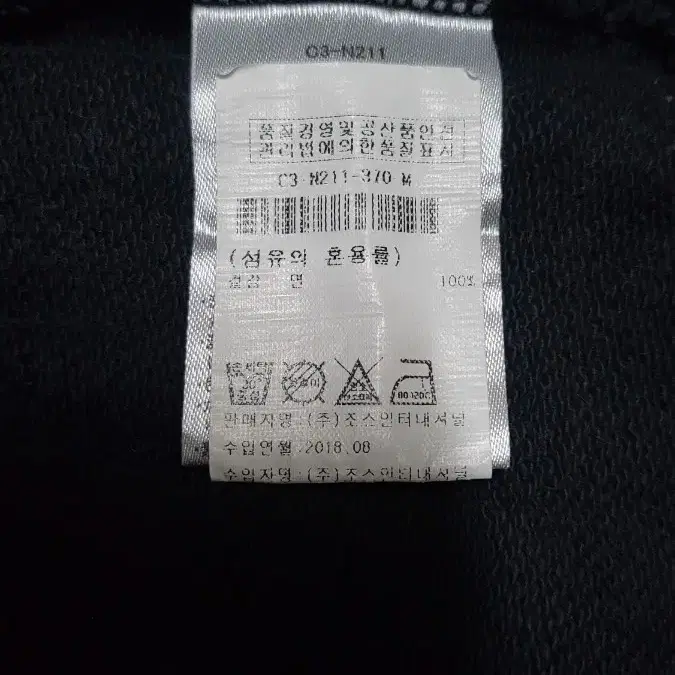 C3-N211
품질경영및공산품안전
관리법에의한품질표시
C3-N211-370 M
(섬유의 혼용률)
겉감 면 100%
판매자명:(주)조스인터내셔널
수입연월:2018.08
수입자명:(주)조스인터내셔널